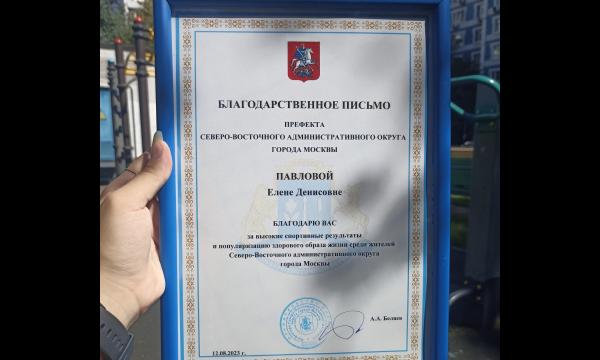 БЛАГОДАРСТВЕННОЕ ПИСЬМО
ПРЕФЕКТА
СЕВЕРО-ВОСТОЧНОГО АДМИНИСТРАТИВНОГО ОКРУГА
ГОРОДА МОСКВЫ
ПАВЛОВОЙ
Елене Денисовне
БЛАГОДАРЮ ВАС
за высокие спортивные результаты
и популяризацию здорового образа жизни среди жителей
Северо-Восточного административного округа
города Москвы
А.А. Беляев
12.08.2023 г.